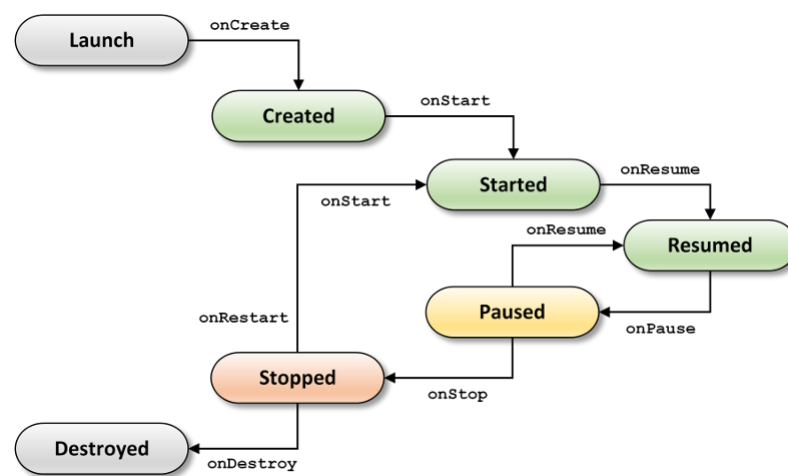 Launch
onCreate
Created
onStart
Started
onStart
onResume
onResume
Resumed
Paused
onRestart
onPause
Stopped
onStop
Destroyed
onDestroy